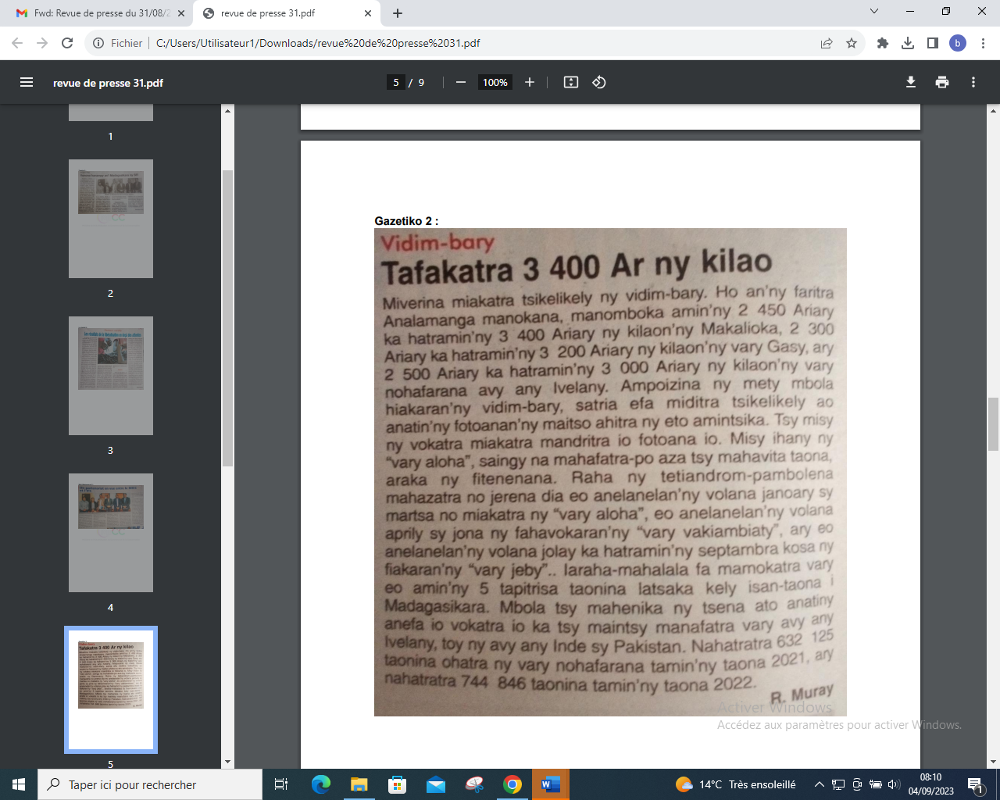 Fwd: Revue de presse du 31/08/2
revue de presse 31.pdf
Fichier
C:/Users/Utilisateur1/Downloads/revue%20de%20presse%2031.pdf
b
revue de presse 31.pdf
5 / 9
100%
1
2
3
4
Tafakatra 3 400 Ar ny kilao
5
Gazetiko 2 :
Vidim-bary
Tafakatra 3 400 Ar ny kilao
Miverina miakatra tsikelikely ny vidim-bary. Ho an'ny faritra
Analamanga manokana, manomboka amin'ny 2 450 Ariary
ka hatramin'ny 3 400 Ariary ny kilaon'ny Makalioka, 2 300
Ariary ka hatramin'ny 3 200 Ariary ny kilaon'ny vary Gasy, ary
2 500 Ariary ka hatramin'ny 3 000 Ariary ny kilaon'ny vary
nohafarana avy any Ivelany. Ampoizina ny mety mbola
hiakaran'ny vidim-bary, satria efa miditra tsikelikely ao
anatin'ny fotoanan'ny maitso ahitra ny eto amintsika. Tsy misy
ny vokatra miakatra mandritra io fotoana io. Misy ihany ny
"vary aloha", saingy na mahafatra-po aza tsy mahavita taona,
araka ny fitenenana. Raha ny tetiandrom-pambolena
mahazatra no jerena dia eo anelanelan'ny volana janoary sy
martsa no miakatra ny "vary aloha", eo anelanelan'ny volana
aprily sy jona ny fahavokaran'ny "vary vakiambiaty", ary eo
anelanelan'ny volana jolay ka hatramin'ny septambra kosa ny
fiakaran'ny "vary jeby".. Iaraha-mahalala fa mamokatra vary
eo amin'ny 5 tapitrisa taonina latsaka kely isan-taona i
Madagasikara. Mbola tsy mahenika ny tsena ato anatiny
anefa io vokatra io ka tsy maintsy manafatra vary avy any
Ivelany, toy ny avy any Inde sy Pakistan. Nahatratra 632 125
taonina ohatra ny vary nohafarana tamin'ny taona 2021, ary
nahatratra 744 846 taonina tamin'ny taona 2022.
R. Muray
Activer Windows
Accédez aux paramètres pour activer Windows.
Taper ici pour rechercher
14°C Très ensoleillé
08:10
04/09/2023
1